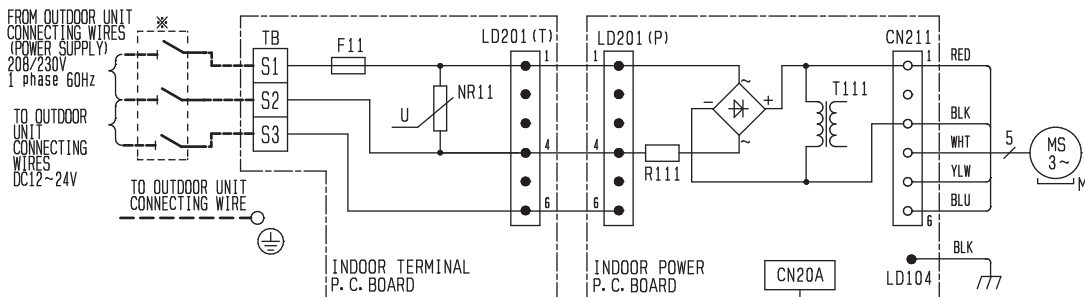 FROM OUTDOOR UNIT
CONNECTING WIRES
(POWER SUPPLY)
208/230V
1 phase 60Hz
TO OUTDOOR
UNIT
CONNECTING
WIRES
DC12~24V
※
TO OUTDOOR UNIT
CONNECTING WIRE
TB
S1
S2
S3
F11
NR11
U
LD201(T)
1
4
6
INDOOR TERMINAL
P.C.BOARD
LD201(P)
1
4
6
R111
~
-
+
~
T111
INDOOR POWER
P.C.BOARD
CN20A
CN211
1
6
RED
BLK
WHT
YLW
BLU
5
MS
3~
M
LD104
BLK